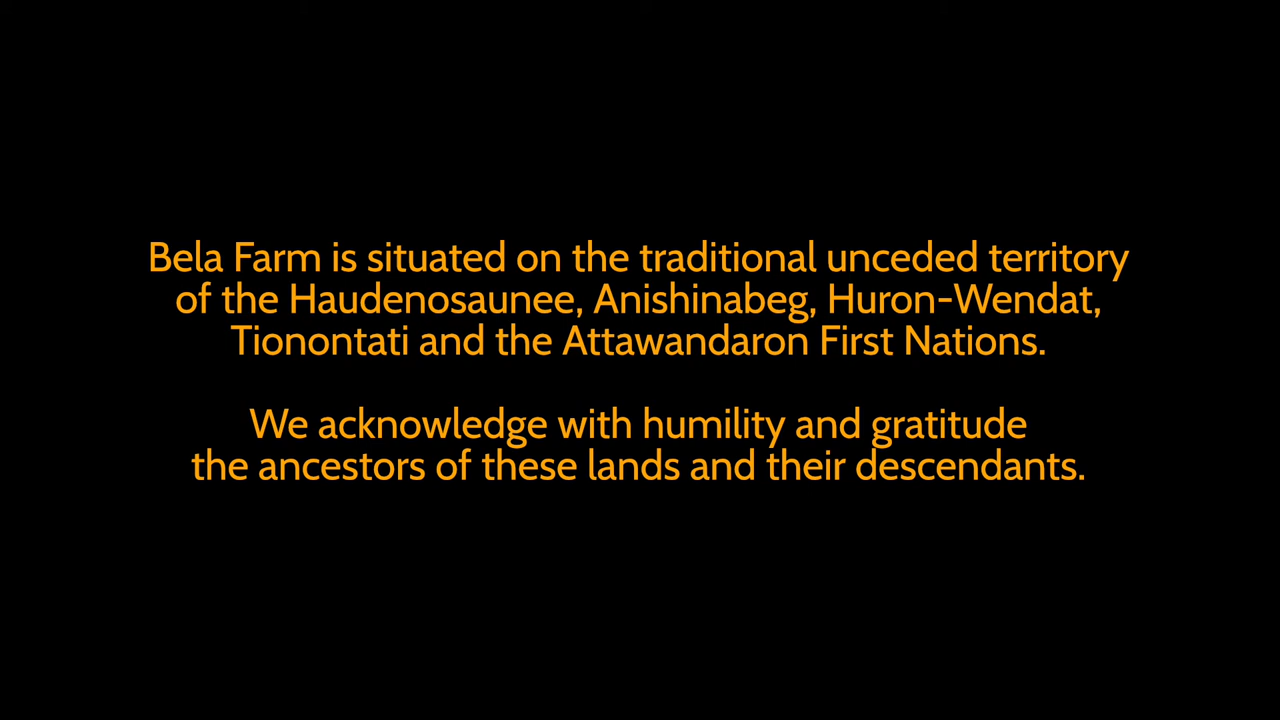 Bela Farm is situated on the traditional unceded territory
of the Haudenosaunee, Anishinabeg, Huron-Wendat,
Tionontati and the Attawandaron First Nations.
We acknowledge with humility and gratitude
the ancestors of these lands and their descendants.